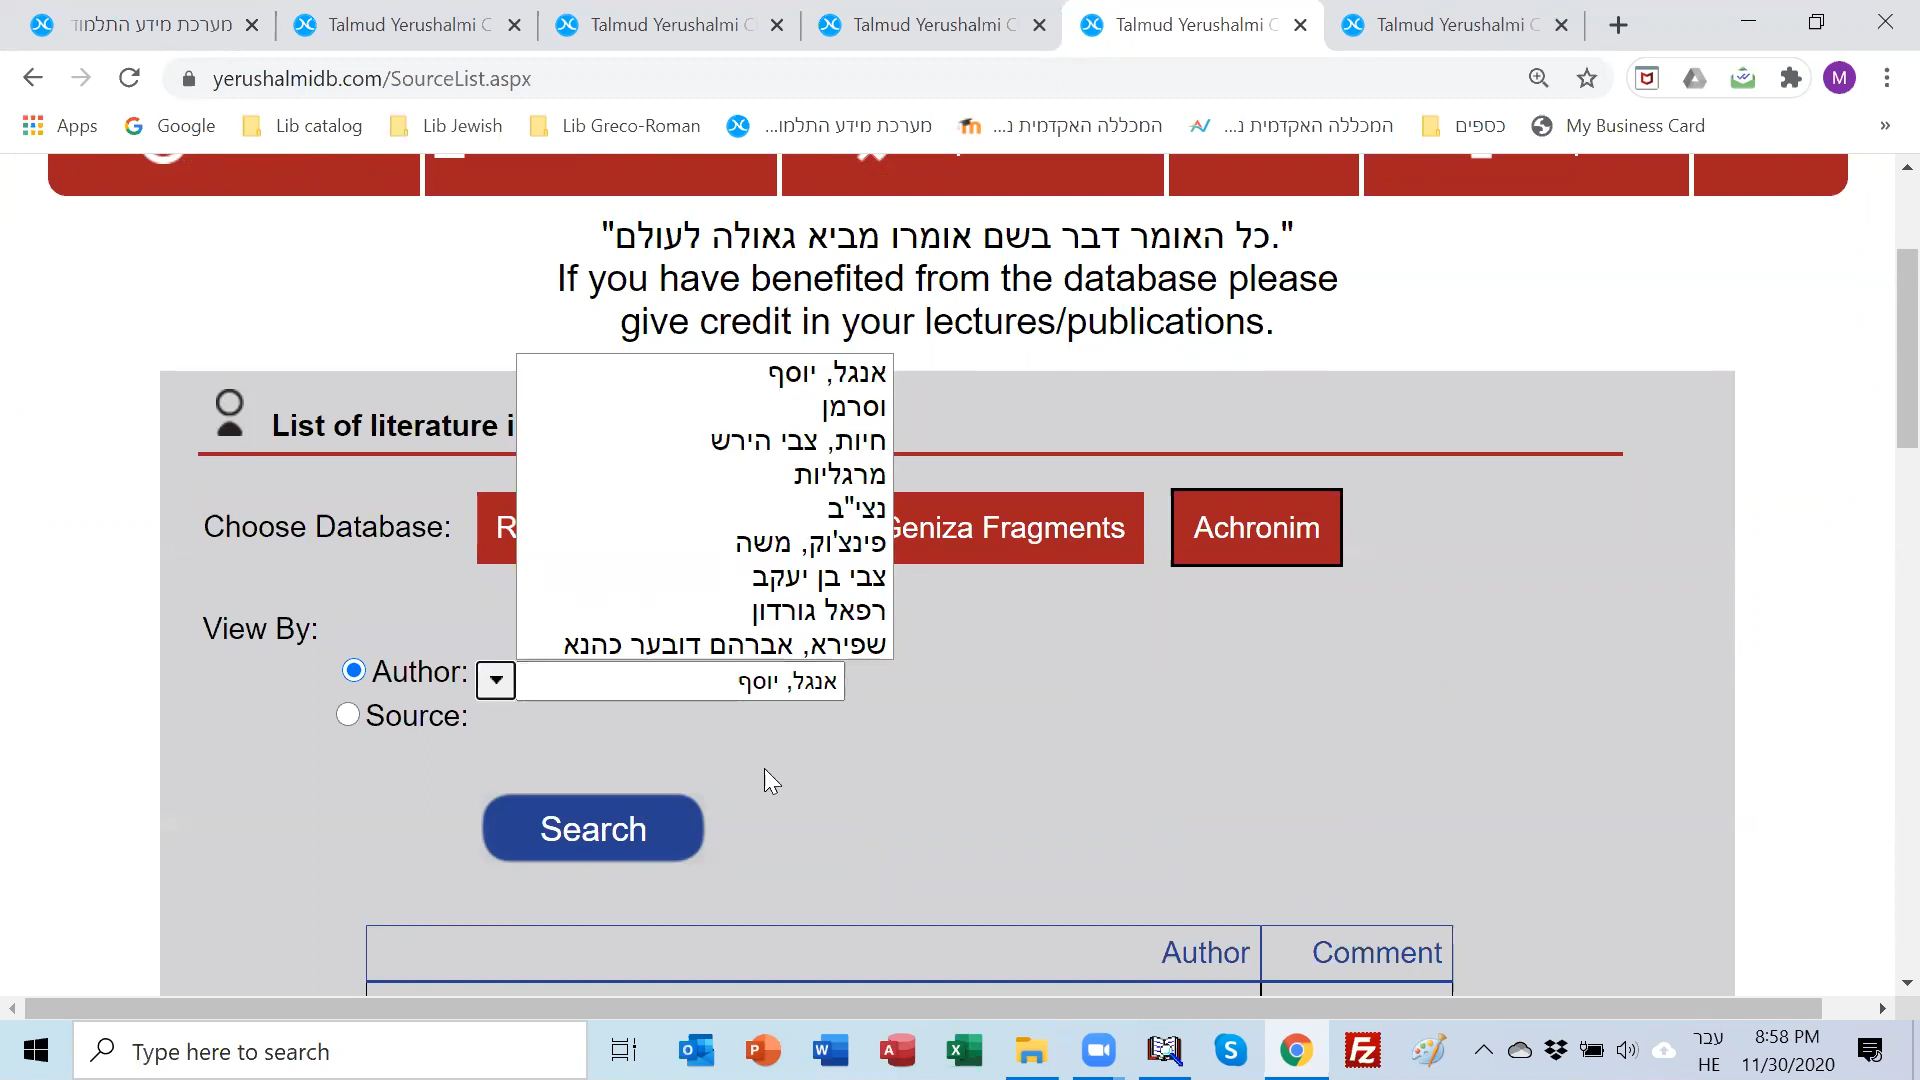 מערכת מידע התלמוד
Talmud Yerushalmi C
Talmud Yerushalmi C
Talmud Yerushalmi C
Talmud Yerushalmi C
Talmud Yerushalmi C
yerushalmidb.com/SourceList.aspx
M
Apps
Google
Lib catalog
Lib Jewish
Lib Greco-Roman
מערכת מידע התלמו...
המכללה האקדמית נ...
המכללה האקדמית נ...
כספים
My Business Card
»
"כל האומר דבר בשם אומרו מביא גאולה לעולם."
If you have benefited from the database please
give credit in your lectures/publications.
List of literature i
אנגל, יוסף
וסרמן
חיות, צבי הירש
מרגליות
נצי"ב
פינצ'וק, משה
צבי בן יעקב
רפאל גורדון
שפירא, אברהם דובער כהנא
Choose Database:
R
Geniza Fragments
Achronim
View By:
Author:
אנגל, יוסף
Source:
Search
Author
Comment
Type here to search
עבר
HE
8:58 PM
11/30/2020